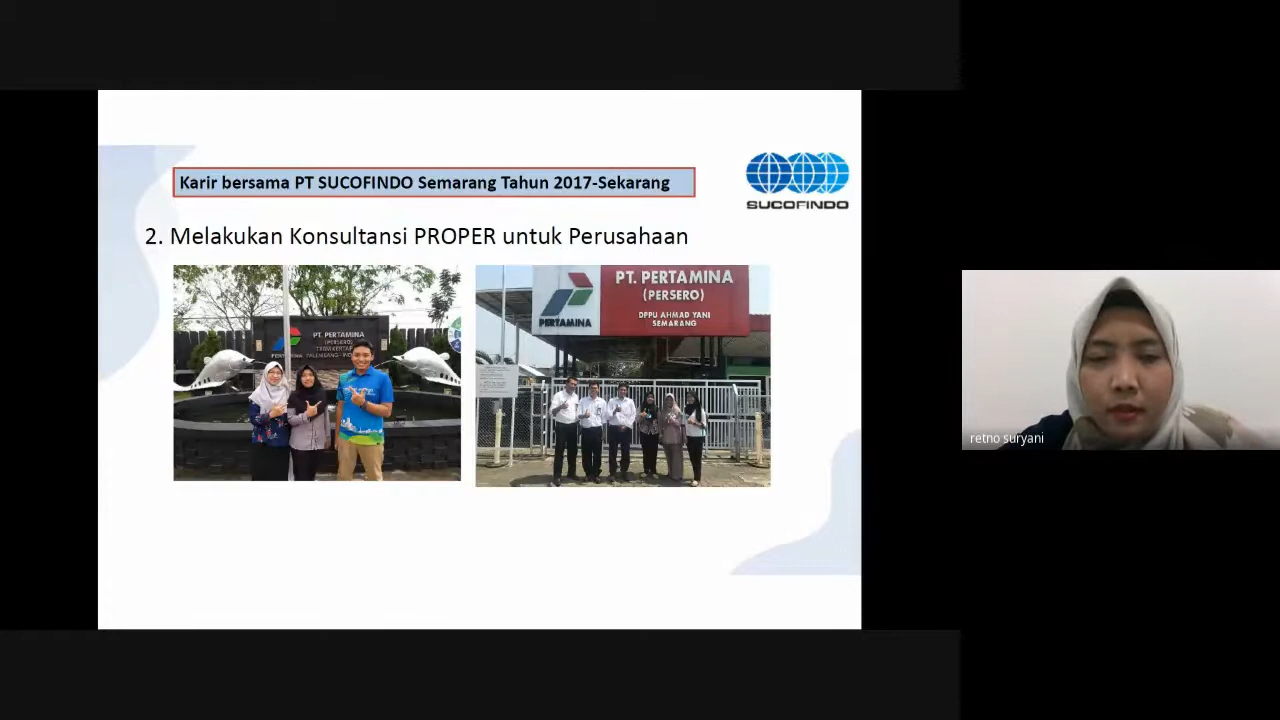 Karir bersama PT SUCOFINDO Semarang Tahun 2017-Sekarang
SUCOFINDO
2. Melakukan Konsultansi PROPER untuk Perusahaan
PT. PERTAMINA
(PERSERO)
PERTAMINA
PT. PERTAMINA
(PERSERO)
DPPU AHMAD YANI
SEMARANG
PERTAMINA
retno suryani